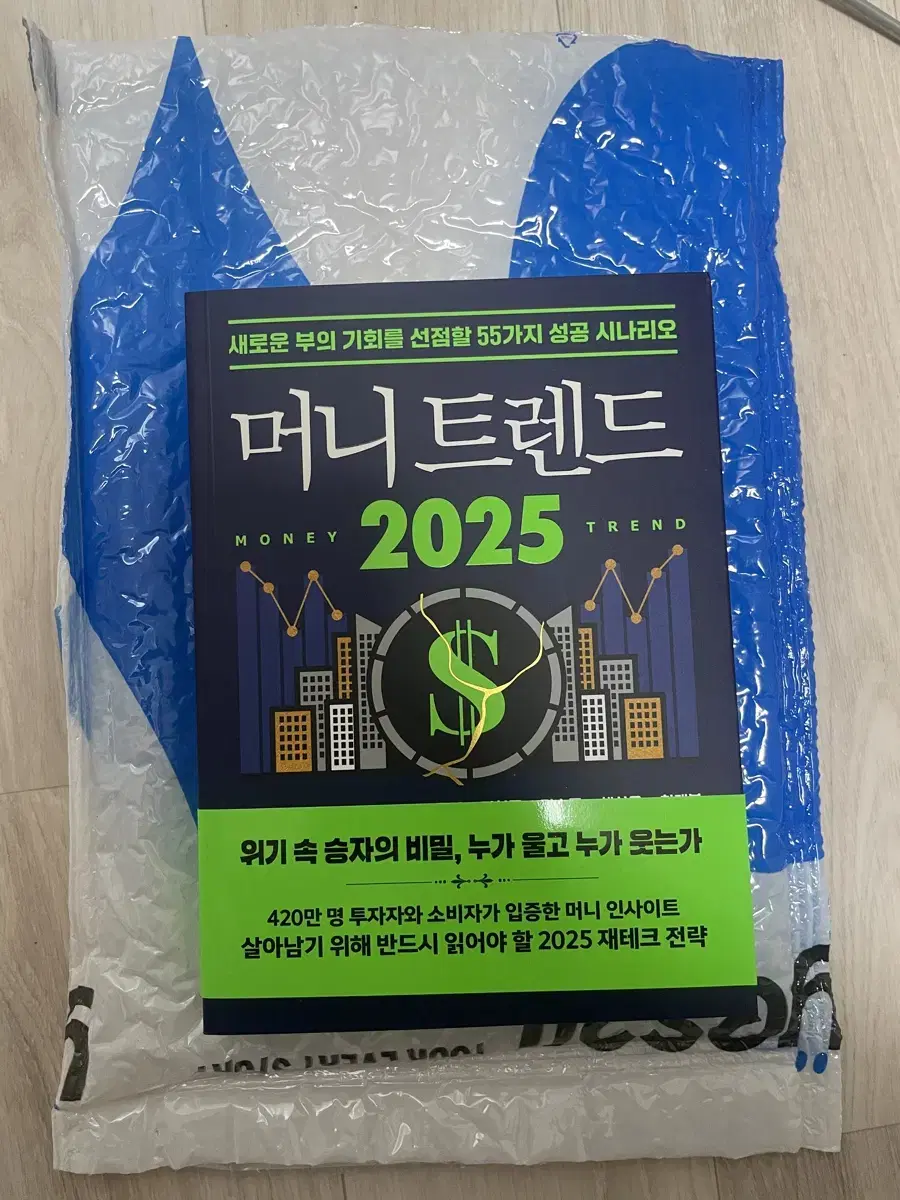 새로운 부의 기회를 선점할 55가지 성공 시나리오
머니 트렌드
MONEY 2025 TREND
$
위기 속 승자의 비밀, 누가 울고 누가 웃는가
420만 명 투자자와 소비자가 입증한 머니 인사이트
살아남기 위해 반드시 읽어야 할 2025 재테크 전략